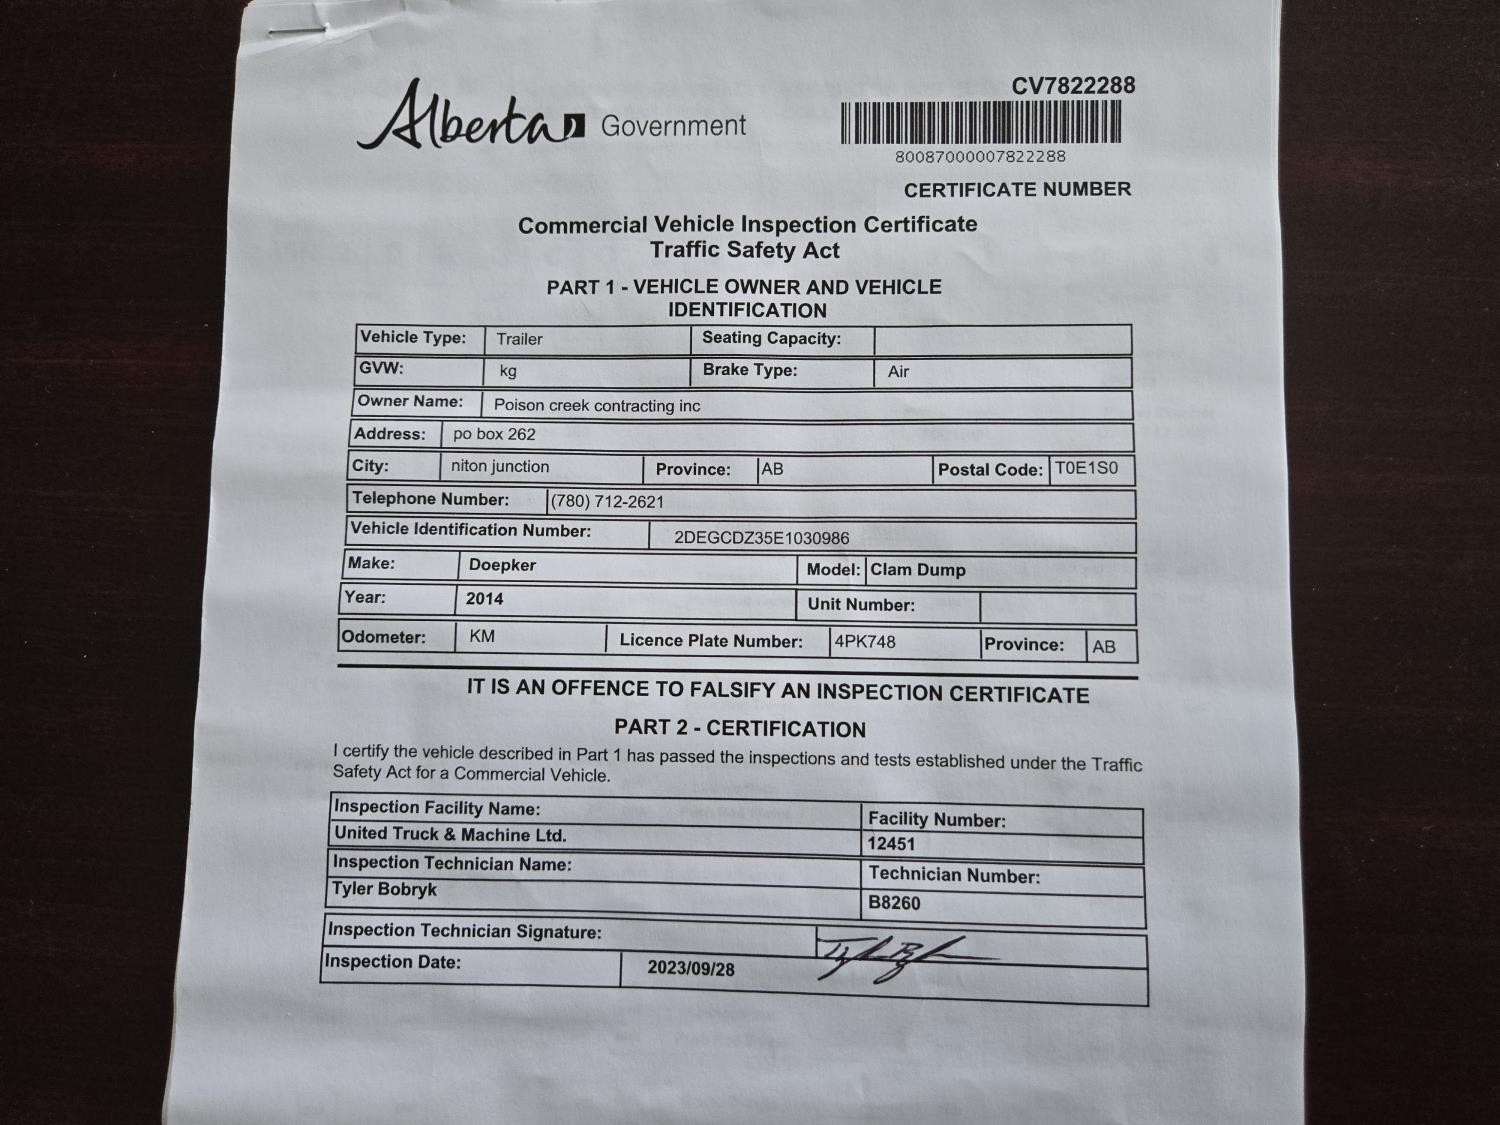 Alberta Government
CV7822288
80087000007822288
CERTIFICATE NUMBER
Commercial Vehicle Inspection Certificate
Traffic Safety Act
PART 1 - VEHICLE OWNER AND VEHICLE
IDENTIFICATION
Vehicle Type: Trailer Seating Capacity:
GVW: kg Brake Type: Air
Owner Name: Poison creek contracting inc
Address: po box 262
City: niton junction Province: AB Postal Code: T0E1S0
Telephone Number: (780) 712-2621
Vehicle Identification Number: 2DEGCDZ35E1030986
Make: Doepker Model: Clam Dump
Year: 2014 Unit Number:
Odometer: KM Licence Plate Number: 4PK748 Province: AB
IT IS AN OFFENCE TO FALSIFY AN INSPECTION CERTIFICATE
PART 2 - CERTIFICATION
I certify the vehicle described in Part 1 has passed the inspections and tests established under the Traffic
Safety Act for a Commercial Vehicle.
Inspection Facility Name: Facility Number:
United Truck & Machine Ltd. 12451
Inspection Technician Name: Technician Number:
Tyler Bobryk B8260
Inspection Technician Signature:
Inspection Date: 2023/09/28